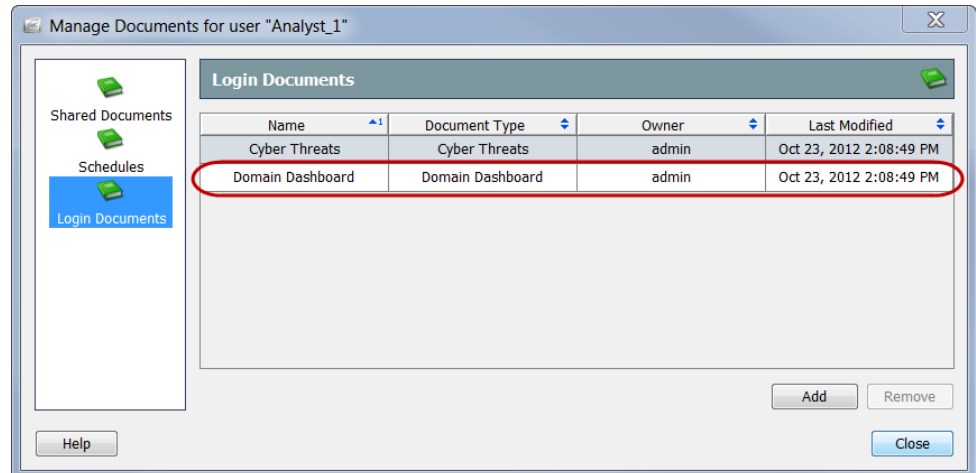 Manage Documents for user "Analyst_1"
Shared Documents
Schedules
Login Documents
Login Documents
Name 1 Document Type Owner Last Modified
Cyber Threats Cyber Threats admin Oct 23, 2012 2:08:49 PM
Domain Dashboard Domain Dashboard admin Oct 23, 2012 2:08:49 PM
Add Remove
Help Close